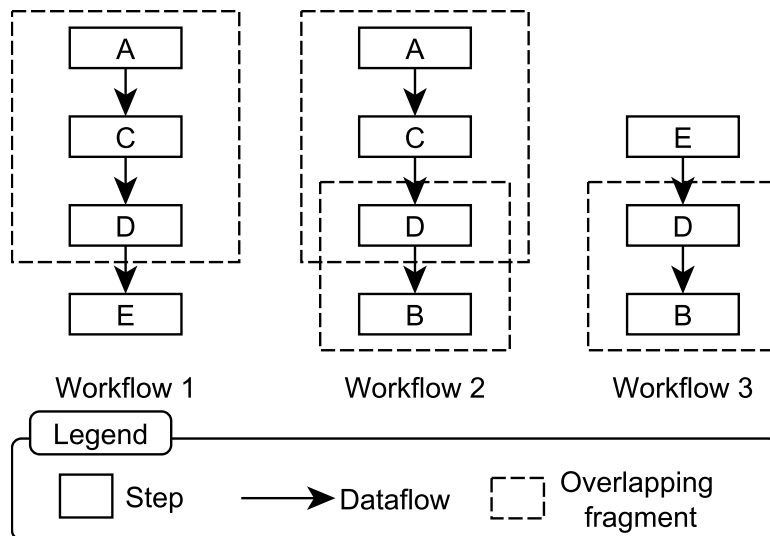 A
C
D
E
Workflow 1
A
C
D
B
Workflow 2
E
D
B
Workflow 3
Legend
Step
Dataflow
Overlapping
fragment